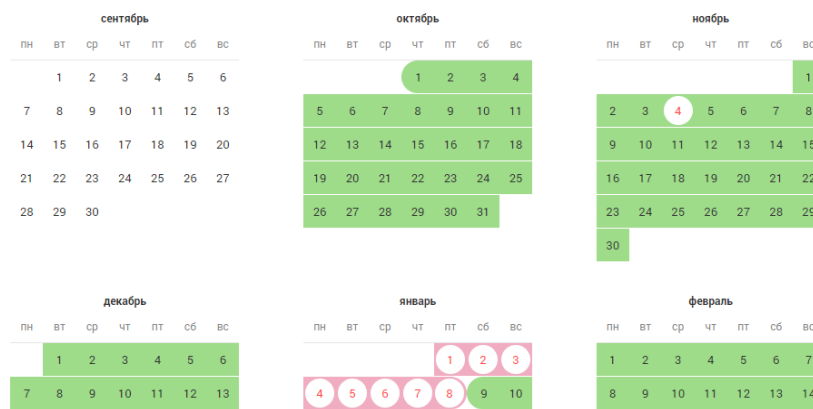 сентябрь октябрь ноябрь
пн вт ср чт пт сб вс пн вт ср чт пт сб вс пн вт ср чт пт сб вс
1 2 3 4 5 6 1 2 3 4 1
7 8 9 10 11 12 13 5 6 7 8 9 10 11 2 3 4 5 6 7 8
14 15 16 17 18 19 20 12 13 14 15 16 17 18 9 10 11 12 13 14 15
21 22 23 24 25 26 27 19 20 21 22 23 24 25 16 17 18 19 20 21 22
28 29 30 26 27 28 29 30 31 23 24 25 26 27 28 29
30
декабрь январь февраль
пн вт ср чт пт сб вс пн вт ср чт пт сб вс пн вт ср чт пт сб вс
1 2 3 4 5 6 1 2 3 1 2 3 4 5 6 7
7 8 9 10 11 12 13 4 5 6 7 8 9 10 8 9 10 11 12 13 14